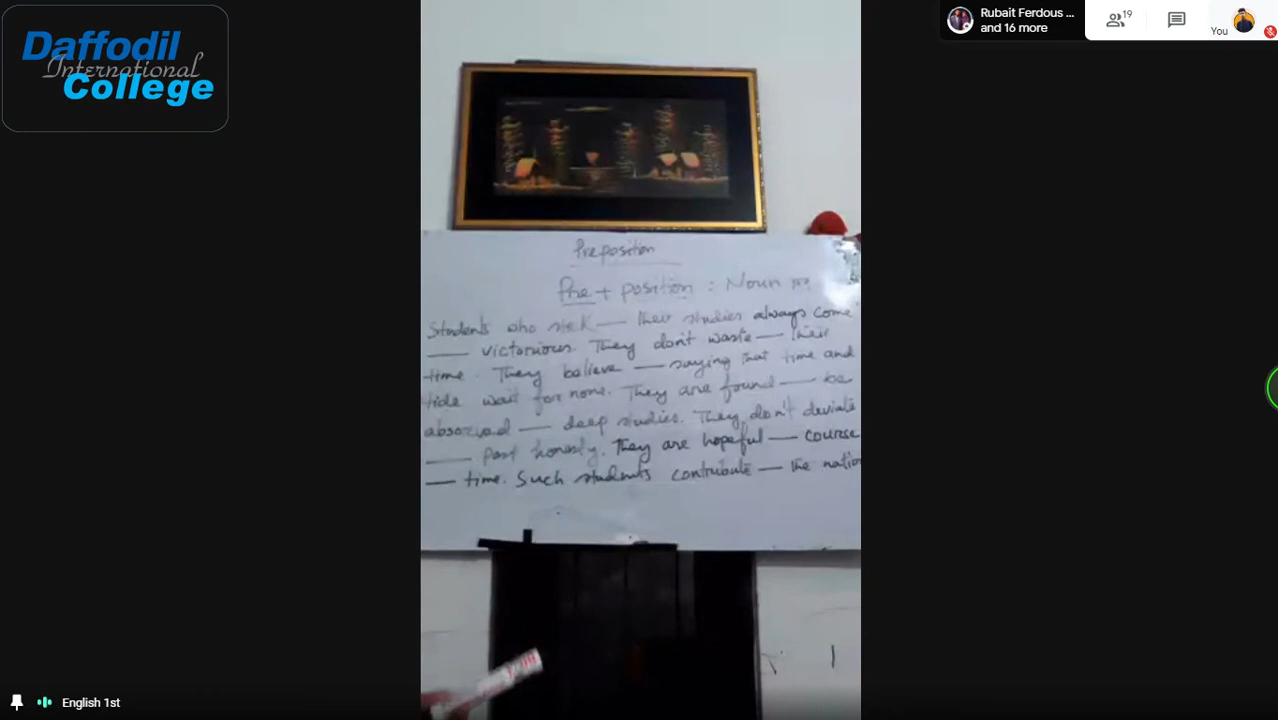 Daffodil
International
College
Rubait Ferdous ...
and 16 more
19
You
Preposition
Pre + position : Noun এর
Students who stick — their studies always come
— victorious. They don't waste — their
time. They believe — saying that time and
tide wait for none. They are found — be
absorved — deep studies. They don't deviate
— honesty. They are hopeful — course
— time. Such students contribute — the nation
English 1st